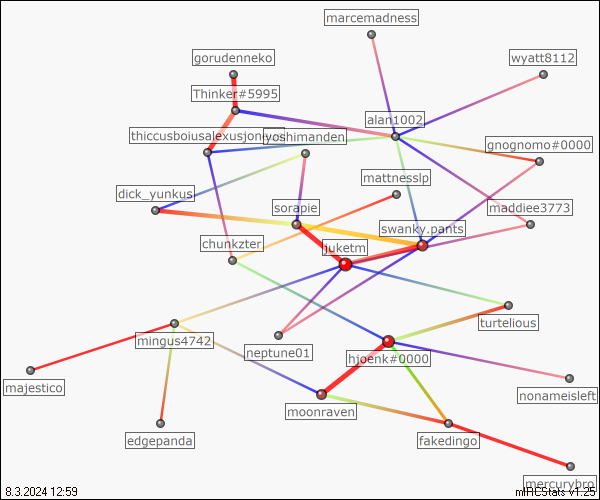 marcemadness
gorudenneko
wyatt8112
Thinker#5995
alan1002
thiccusboiusalexusjonesus
yoshimanden
gnognomo#0000
mattnesslp
dick_yunkus
sorapie
maddiee3773
swanky.pants
chunkzter
juketm
turtelious
mingus4742
neptune01
hjoenk#0000
majestico
nonameisleft
moonraven
edgepanda
fakedingo
mercurybro
8.3.2024 12:59
mIRCStats v1.25